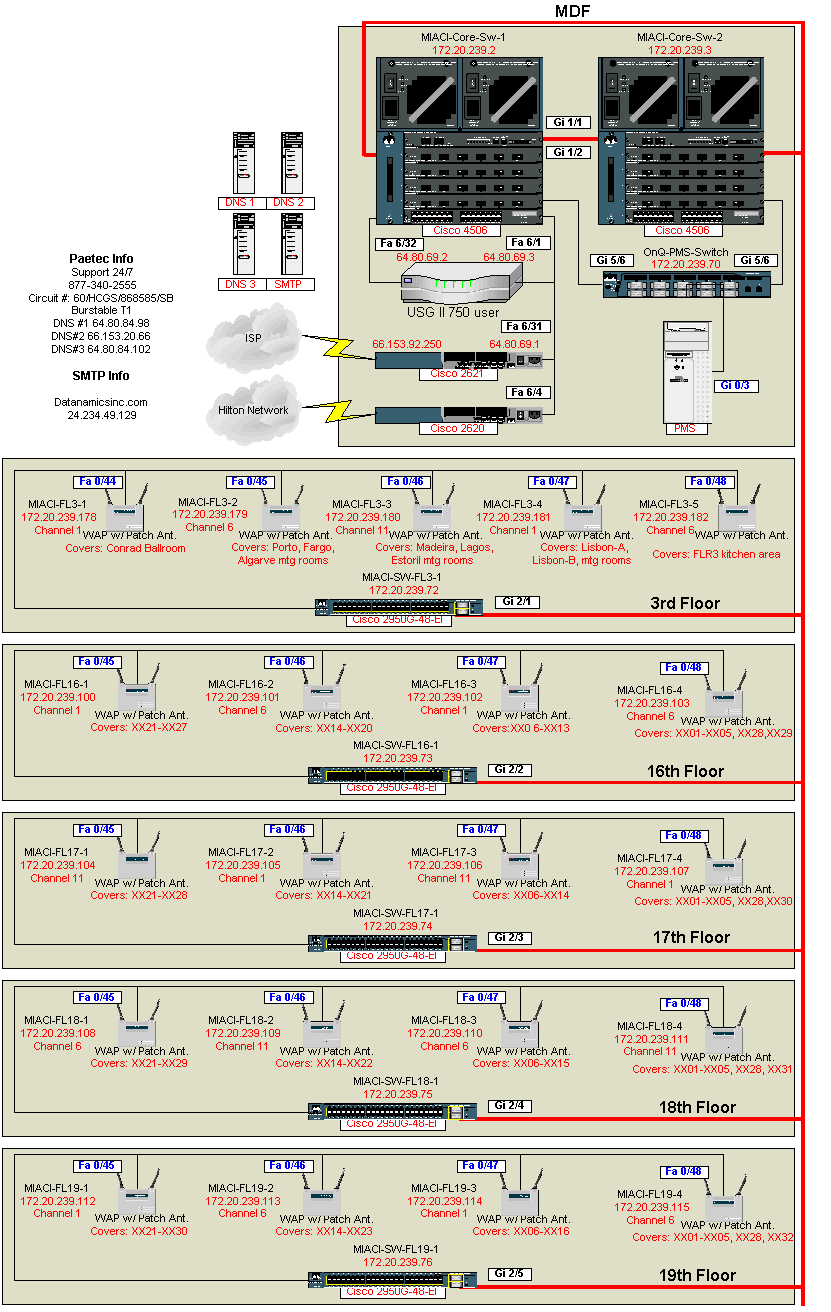 MDF
MIACI-Core-Sw-1
172.20.239.2
MIACI-Core-Sw-2
172.20.239.3
Gi 1/1
Gi 1/2
Cisco 4506
Cisco 4506
DNS 1
DNS 2
DNS 3
SMTP
Fa 6/32
Fa 6/1
64.80.69.2
64.80.69.3
USG II 750 user
OnQ-PMS-Switch
172.20.239.70
Gi 5/6
Gi 5/6
Paetec Info
Support 24/7
877-340-2555
Circuit #: 60/HCGS/868585/SB
Burstable T1
DNS #1 64.80.84.98
DNS#2 66.153.20.66
DNS#3 64.80.84.102
SMTP Info
Datanamicsinc.com
24.234.49.129
ISP
Fa 6/31
66.153.92.250
64.80.69.1
Cisco 2621
Hilton Network
Fa 6/4
Cisco 2620
Gi 0/3
PMS
Fa 0/44
MIACI-FL3-1
172.20.239.178
Channel 1
WAP w/ Patch Ant.
Covers: Conrad Ballroom
Fa 0/45
MIACI-FL3-2
172.20.239.179
Channel 6
WAP w/ Patch Ant.
Covers: Porto, Fargo,
Algarve mtg rooms
Fa 0/46
MIACI-FL3-3
172.20.239.180
Channel 11
WAP w/ Patch Ant.
Covers: Madeira, Lagos,
Estoril mtg rooms
Fa 0/47
MIACI-FL3-4
172.20.239.181
Channel 1
WAP w/ Patch Ant.
Covers: Lisbon-A,
Lisbon-B, mtg rooms
Fa 0/48
MIACI-FL3-5
172.20.239.182
Channel 6
WAP w/ Patch Ant.
Covers: FLR3 kitchen area
MIACI-SW-FL3-1
172.20.239.72
Cisco 2950G-48-EI
Gi 2/1
3rd Floor
Fa 0/45
MIACI-FL16-1
172.20.239.100
Channel 1
WAP w/ Patch Ant.
Covers: XX21-XX27
Fa 0/46
MIACI-FL16-2
172.20.239.101
Channel 6
WAP w/ Patch Ant.
Covers: XX14-XX20
Fa 0/47
MIACI-FL16-3
172.20.239.102
Channel 1
WAP w/ Patch Ant.
Covers:XX0 6-XX13
Fa 0/48
MIACI-FL16-4
172.20.239.103
Channel 6
WAP w/ Patch Ant.
Covers: XX01-XX05, XX28,XX29
MIACI-SW-FL16-1
172.20.239.73
Cisco 2950G-48-EI
Gi 2/2
16th Floor
Fa 0/45
MIACI-FL17-1
172.20.239.104
Channel 11
WAP w/ Patch Ant.
Covers: XX21-XX28
Fa 0/46
MIACI-FL17-2
172.20.239.105
Channel 1
WAP w/ Patch Ant.
Covers: XX14-XX21
Fa 0/47
MIACI-FL17-3
172.20.239.106
Channel 11
WAP w/ Patch Ant.
Covers: XX06-XX14
Fa 0/48
MIACI-FL17-4
172.20.239.107
Channel 1
WAP w/ Patch Ant.
Covers: XX01-XX05, XX28,XX30
MIACI-SW-FL17-1
172.20.239.74
Cisco 2950G-48-EI
Gi 2/3
17th Floor
Fa 0/45
MIACI-FL18-1
172.20.239.108
Channel 6
WAP w/ Patch Ant.
Covers: XX21-XX29
Fa 0/46
MIACI-FL18-2
172.20.239.109
Channel 11
WAP w/ Patch Ant.
Covers: XX14-XX22
Fa 0/47
MIACI-FL18-3
172.20.239.110
Channel 6
WAP w/ Patch Ant.
Covers: XX06-XX15
Fa 0/48
MIACI-FL18-4
172.20.239.111
Channel 11
WAP w/ Patch Ant.
Covers: XX01-XX05, XX28, XX31
MIACI-SW-FL18-1
172.20.239.75
Cisco 2950G-48-EI
Gi 2/4
18th Floor
Fa 0/45
MIACI-FL19-1
172.20.239.112
Channel 1
WAP w/ Patch Ant.
Covers: XX21-XX30
Fa 0/46
MIACI-FL19-2
172.20.239.113
Channel 6
WAP w/ Patch Ant.
Covers: XX14-XX23
Fa 0/47
MIACI-FL19-3
172.20.239.114
Channel 1
WAP w/ Patch Ant.
Covers: XX06-XX16
Fa 0/48
MIACI-FL19-4
172.20.239.115
Channel 6
WAP w/ Patch Ant.
Covers: XX01-XX05, XX28, XX32
MIACI-SW-FL19-1
172.20.239.76
Cisco 2950G-48-EI
Gi 2/5
19th Floor